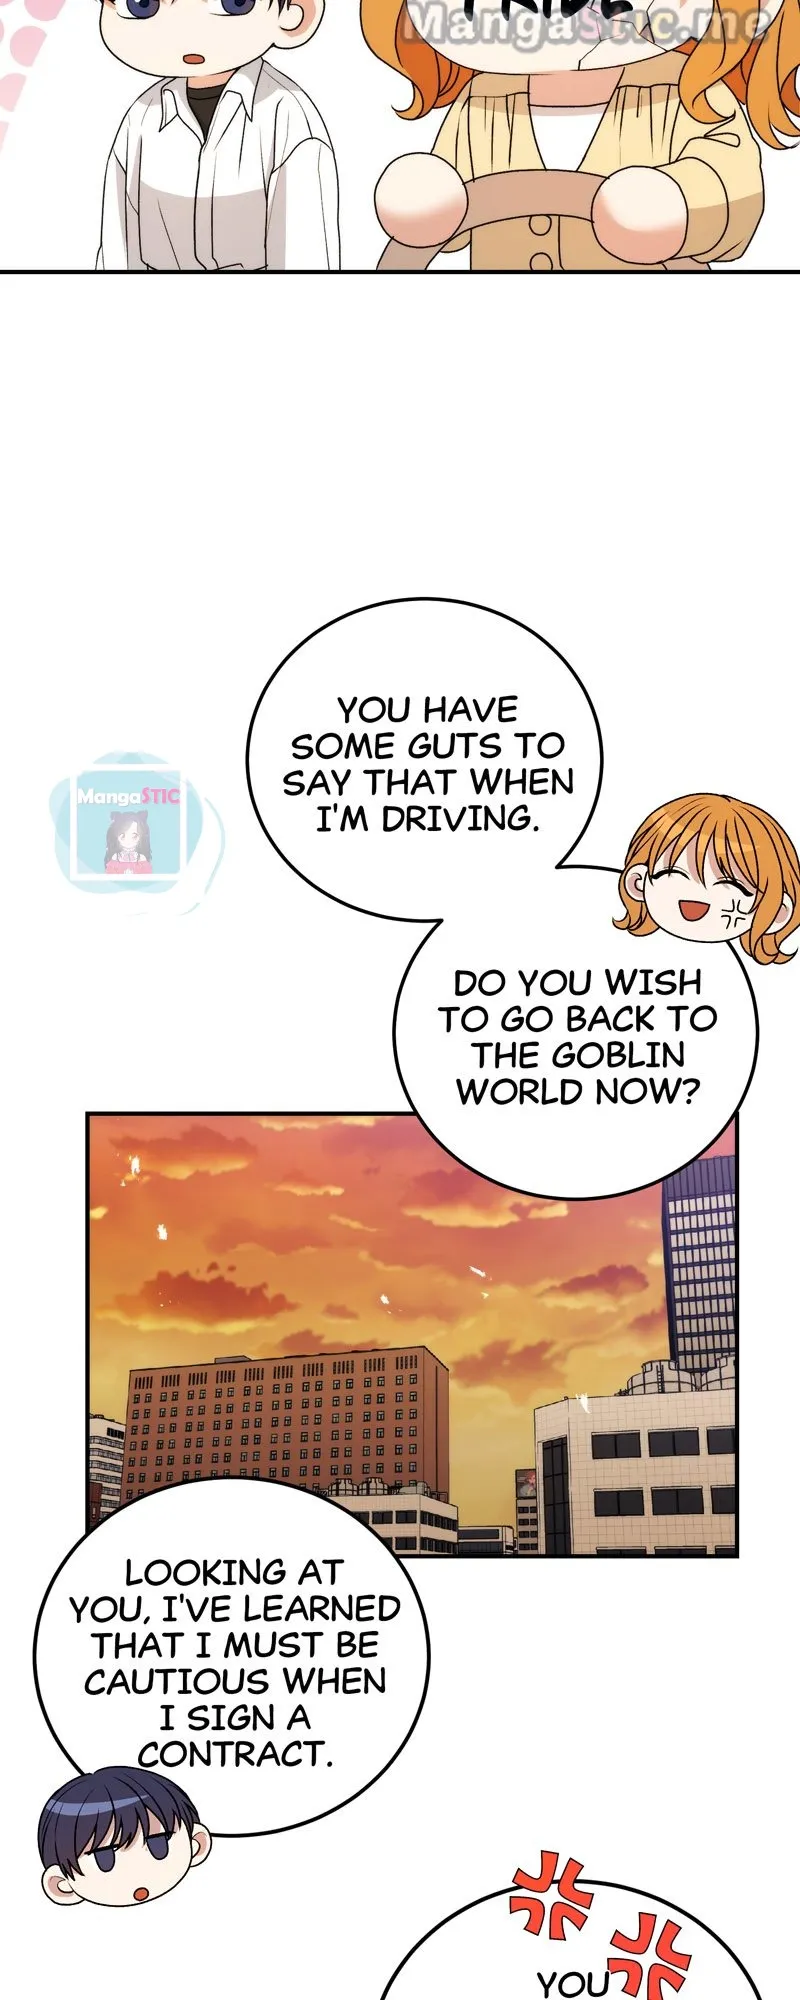 PRIDE
MangaStic.me
YOU HAVE
SOME GUTS TO
SAY THAT WHEN
I'M DRIVING.
MangaSTIC
DO YOU WISH
TO GO BACK TO
THE GOBLIN
WORLD NOW?
LOOKING AT
YOU, I'VE LEARNED
THAT I MUST BE
CAUTIOUS WHEN
I SIGN A
CONTRACT.
YOU